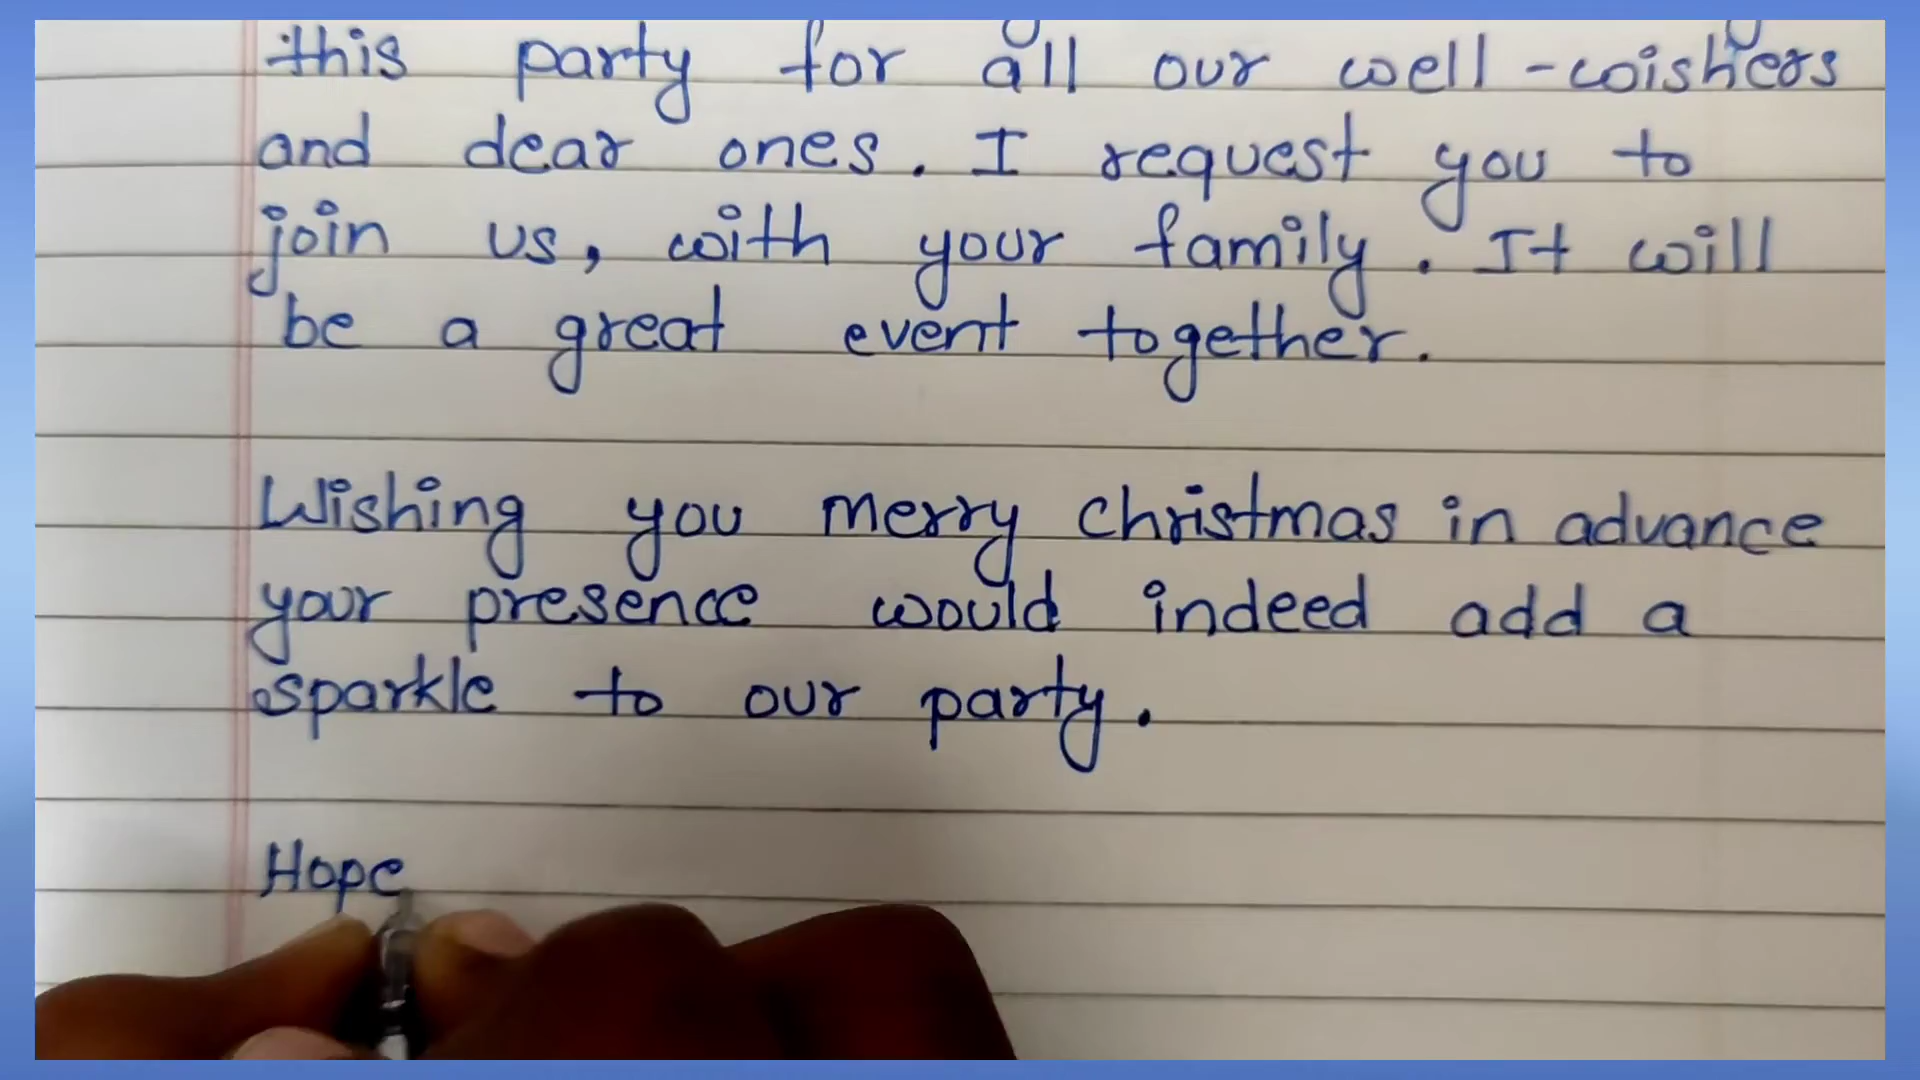 this party for all our well-wishers
and dear ones. I request you to
join us, with your family. It will
be a great event together.
Wishing you merry christmas in advance
your presence would indeed add a
sparkle to our party.
Hope